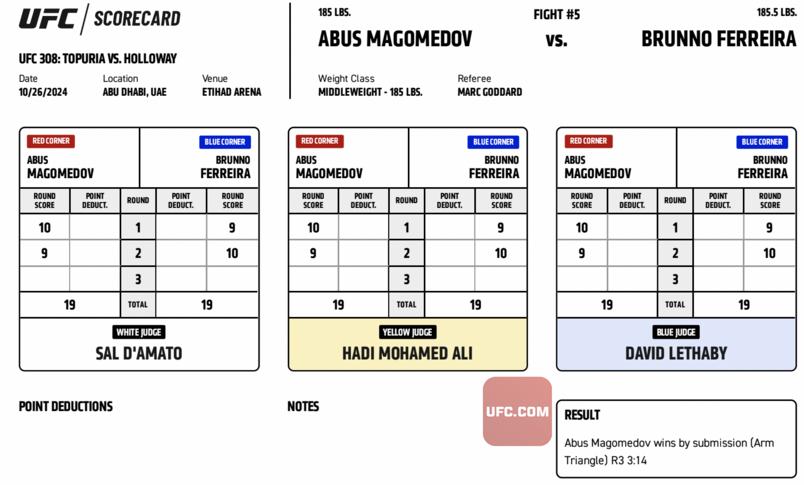 UFC / SCORECARD
UFC 308: TOPURIA VS. HOLLOWAY
Date Location Venue
10/26/2024 ABU DHABI, UAE ETIHAD ARENA
185 LBS. FIGHT #5 185.5 LBS.
ABUS MAGOMEDOV VS. BRUNNO FERREIRA
Weight Class Referee
MIDDLEWEIGHT - 185 LBS. MARC GODDARD
RED CORNER BLUE CORNER
ABUS BRUNNO
MAGOMEDOV FERREIRA
ROUND SCORE POINT DEDUCT. ROUND POINT DEDUCT. ROUND SCORE
10 1 9
9 2 10
3
19 TOTAL 19
WHITE JUDGE
SAL D'AMATO
RED CORNER BLUE CORNER
ABUS BRUNNO
MAGOMEDOV FERREIRA
ROUND SCORE POINT DEDUCT. ROUND POINT DEDUCT. ROUND SCORE
10 1 9
9 2 10
3
19 TOTAL 19
YELLOW JUDGE
HADI MOHAMED ALI
RED CORNER BLUE CORNER
ABUS BRUNNO
MAGOMEDOV FERREIRA
ROUND SCORE POINT DEDUCT. ROUND POINT DEDUCT. ROUND SCORE
10 1 9
9 2 10
3
19 TOTAL 19
BLUE JUDGE
DAVID LETHABY
POINT DEDUCTIONS
NOTES
UFC.COM
RESULT
Abus Magomedov wins by submission (Arm
Triangle) R3 3:14